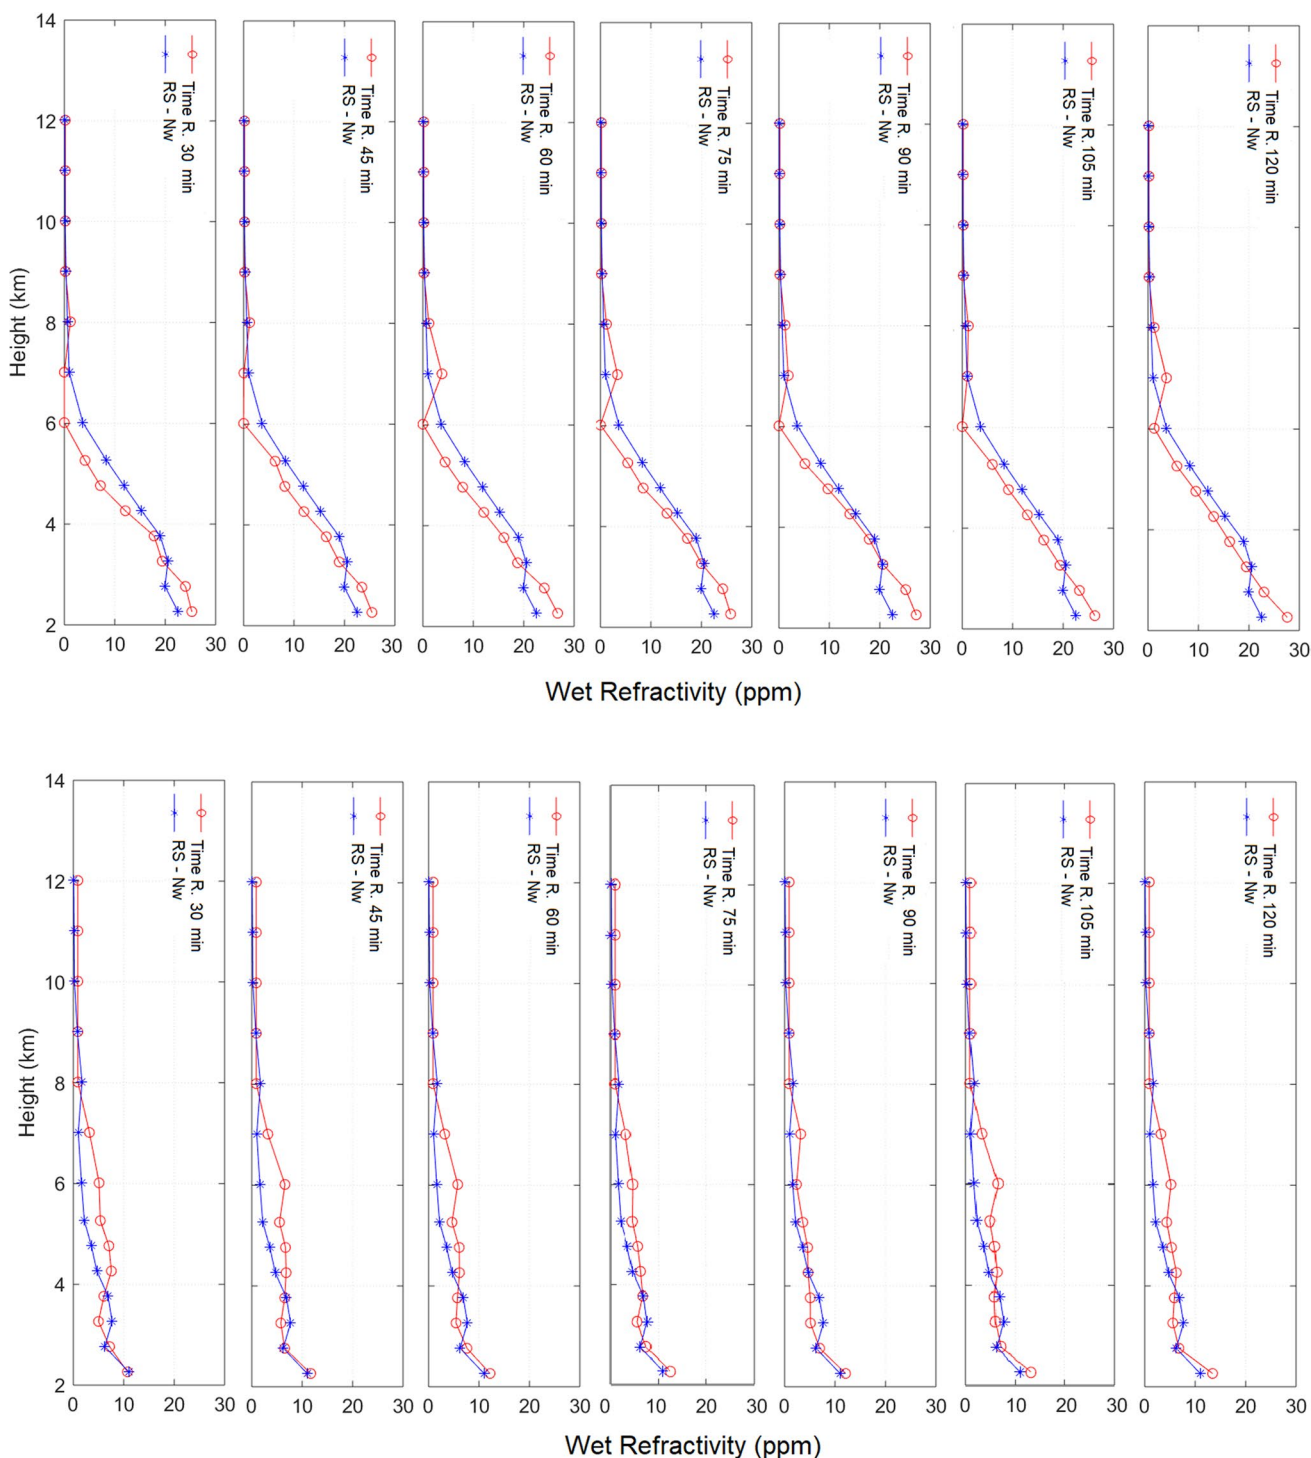 14
12
10
8
6
4
2
Height (km)
Time R. 30 min
RS - Nw
Time R. 45 min
RS - Nw
Time R. 60 min
RS - Nw
Time R. 75 min
RS - Nw
Time R. 90 min
RS - Nw
Time R. 105 min
RS - Nw
Time R. 120 min
RS - Nw
0 10 20 30 0 10 20 30 0 10 20 30 0 10 20 30 0 10 20 30 0 10 20 30 0 10 20 30
Wet Refractivity (ppm)
14
12
10
8
6
4
2
Height (km)
Time R. 30 min
RS - Nw
Time R. 45 min
RS - Nw
Time R. 60 min
RS - Nw
Time R. 75 min
RS - Nw
Time R. 90 min
RS - Nw
Time R. 105 min
RS - Nw
Time R. 120 min
RS - Nw
0 10 20 30 0 10 20 30 0 10 20 30 0 10 20 30 0 10 20 30 0 10 20 30 0 10 20 30
Wet Refractivity (ppm)